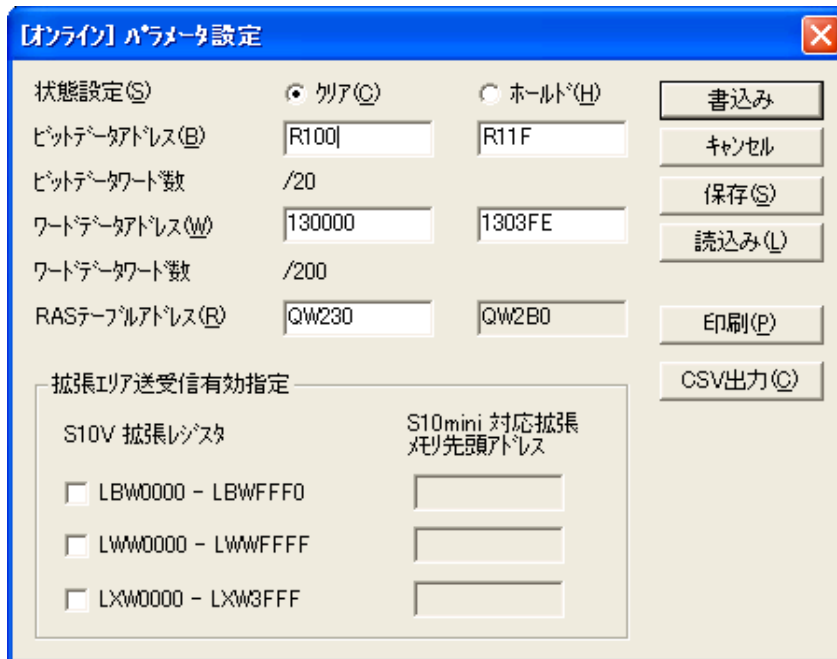 [オンライン] パラメータ設定
状態設定(S) クリア(C) ホールド(H)
ビットデータアドレス(B) R100 R11F
ビットデータワード数 /20
ワードデータアドレス(W) 130000 1303FE
ワードデータワード数 /200
RASテーブルアドレス(R) QW230 QW2B0
書込み
キャンセル
保存(S)
読込み(L)
印刷(P)
CSV出力(C)
拡張エリア送受信有効指定
S10V 拡張レジスタ
S10mini 対応拡張
メモリ先頭アドレス
LBW0000 - LBWFFF0
LWW0000 - LWWFFFF
LXW0000 - LXW3FFF